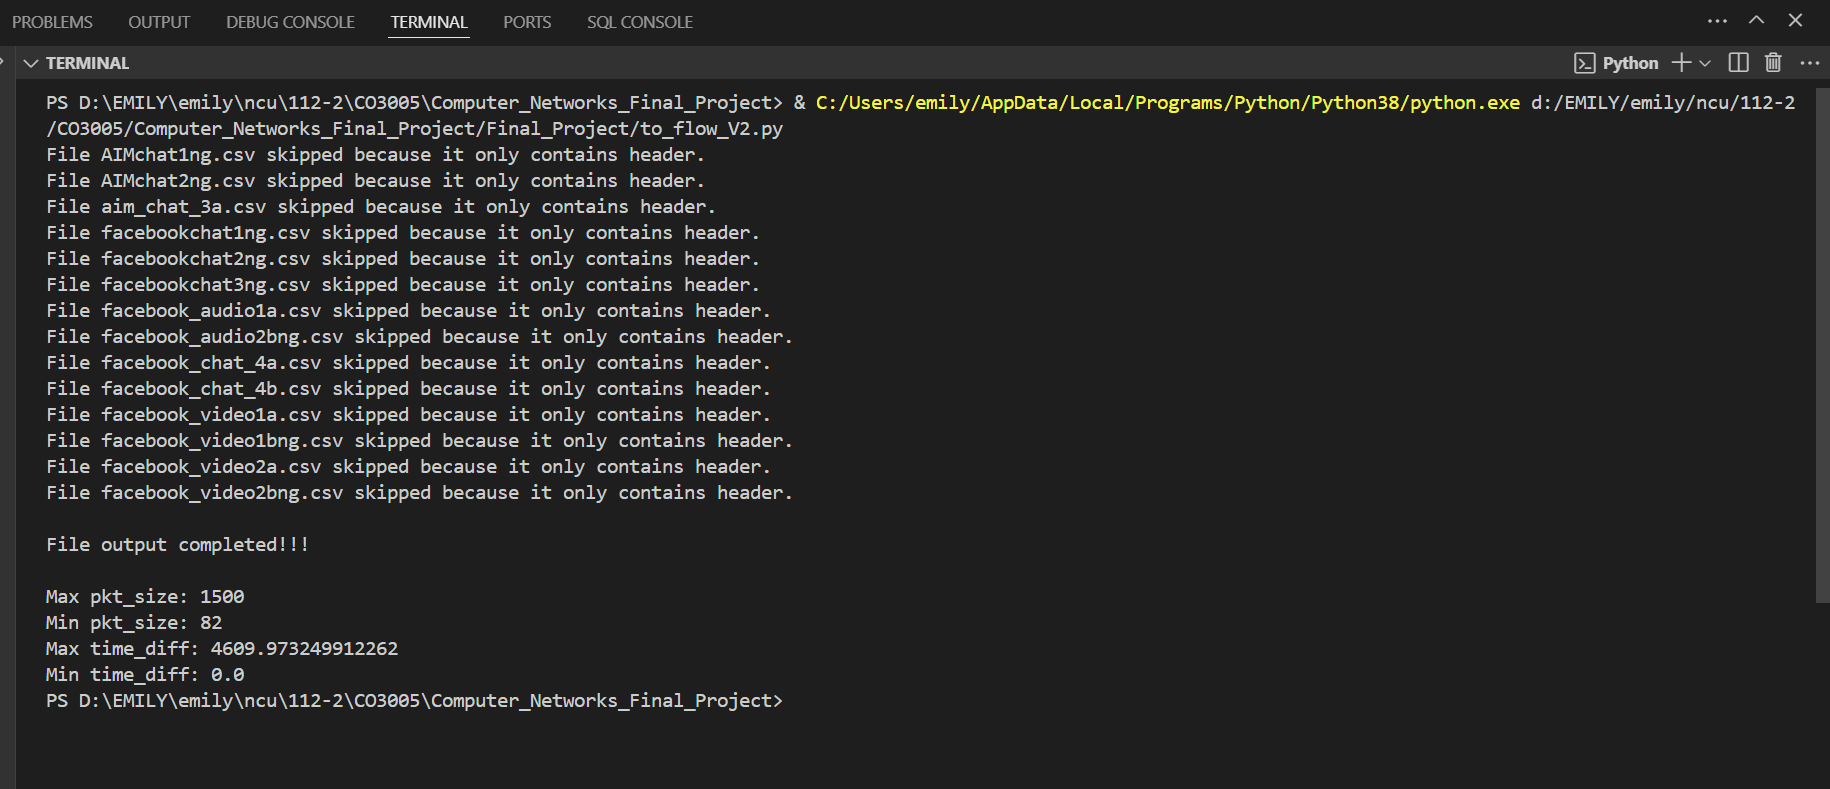 PROBLEMS OUTPUT DEBUG CONSOLE TERMINAL PORTS SQL CONSOLE
TERMINAL Python
PS D:\EMILY\emily\ncu\112-2\CO3005\Computer_Networks_Final_Project> & C:/Users/emily/AppData/Local/Programs/Python/Python38/python.exe d:/EMILY/emily/ncu/112-2
/CO3005/Computer_Networks_Final_Project/Final_Project/to_flow_V2.py
File AIMchat1ng.csv skipped because it only contains header.
File AIMchat2ng.csv skipped because it only contains header.
File aim_chat_3a.csv skipped because it only contains header.
File facebookchat1ng.csv skipped because it only contains header.
File facebookchat2ng.csv skipped because it only contains header.
File facebookchat3ng.csv skipped because it only contains header.
File facebook_audio1a.csv skipped because it only contains header.
File facebook_audio2bng.csv skipped because it only contains header.
File facebook_chat_4a.csv skipped because it only contains header.
File facebook_chat_4b.csv skipped because it only contains header.
File facebook_video1a.csv skipped because it only contains header.
File facebook_video1bng.csv skipped because it only contains header.
File facebook_video2a.csv skipped because it only contains header.
File facebook_video2bng.csv skipped because it only contains header.
File output completed!!!
Max pkt_size: 1500
Min pkt_size: 82
Max time_diff: 4609.973249912262
Min time_diff: 0.0
PS D:\EMILY\emily\ncu\112-2\CO3005\Computer_Networks_Final_Project>